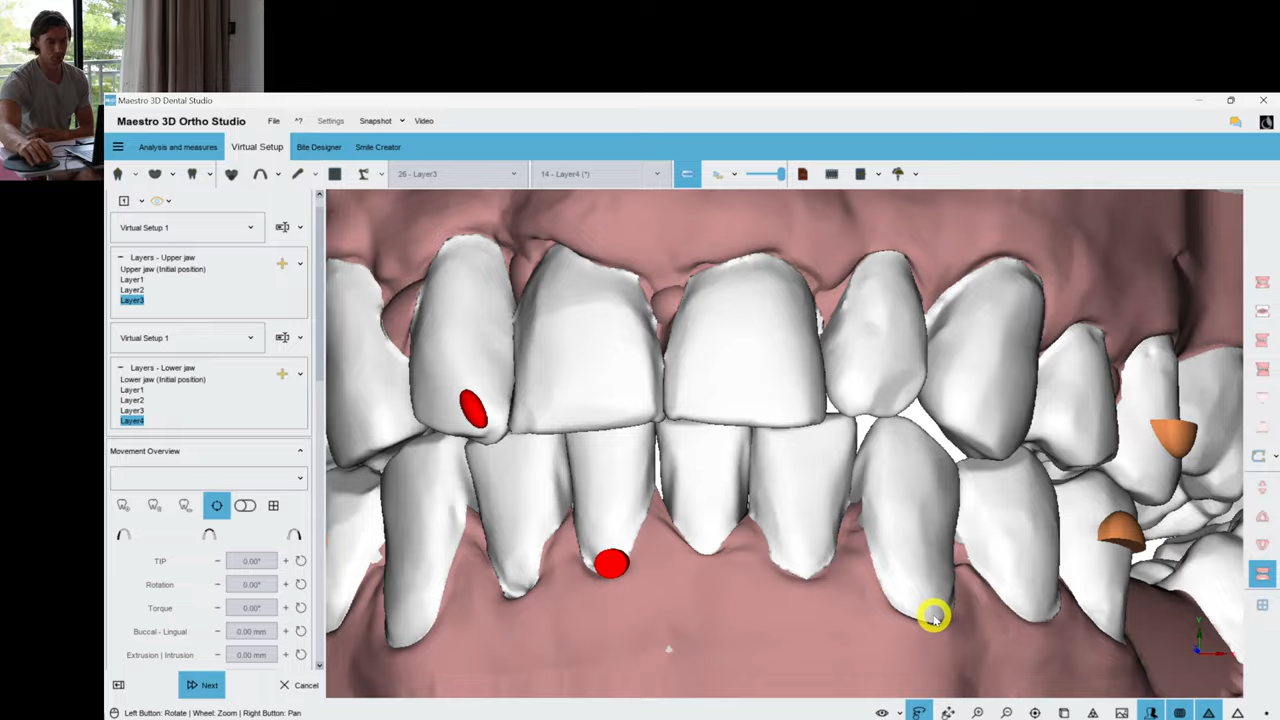 Maestro 3D Dental Studio
Maestro 3D Ortho Studio
File
^?
Settings
Snapshot
Video
Analysis and measures
Virtual Setup
Bite Designer
Smile Creator
26 - Layer3
14 - Layer4 (*)
Virtual Setup 1
Layers - Upper jaw
Upper jaw (Initial position)
Layer1
Layer2
Layer3
Virtual Setup 1
Layers - Lower jaw
Lower jaw (Initial position)
Layer1
Layer2
Layer3
Layer4
Movement Overview
TIP - 0.00° +
Rotation - 0.00° +
Torque - 0.00° +
Buccal - Lingual - 0.00 mm +
Extrusion | Intrusion - 0.00 mm +
Next
Cancel
Left Button: Rotate | Wheel: Zoom | Right Button: Pan